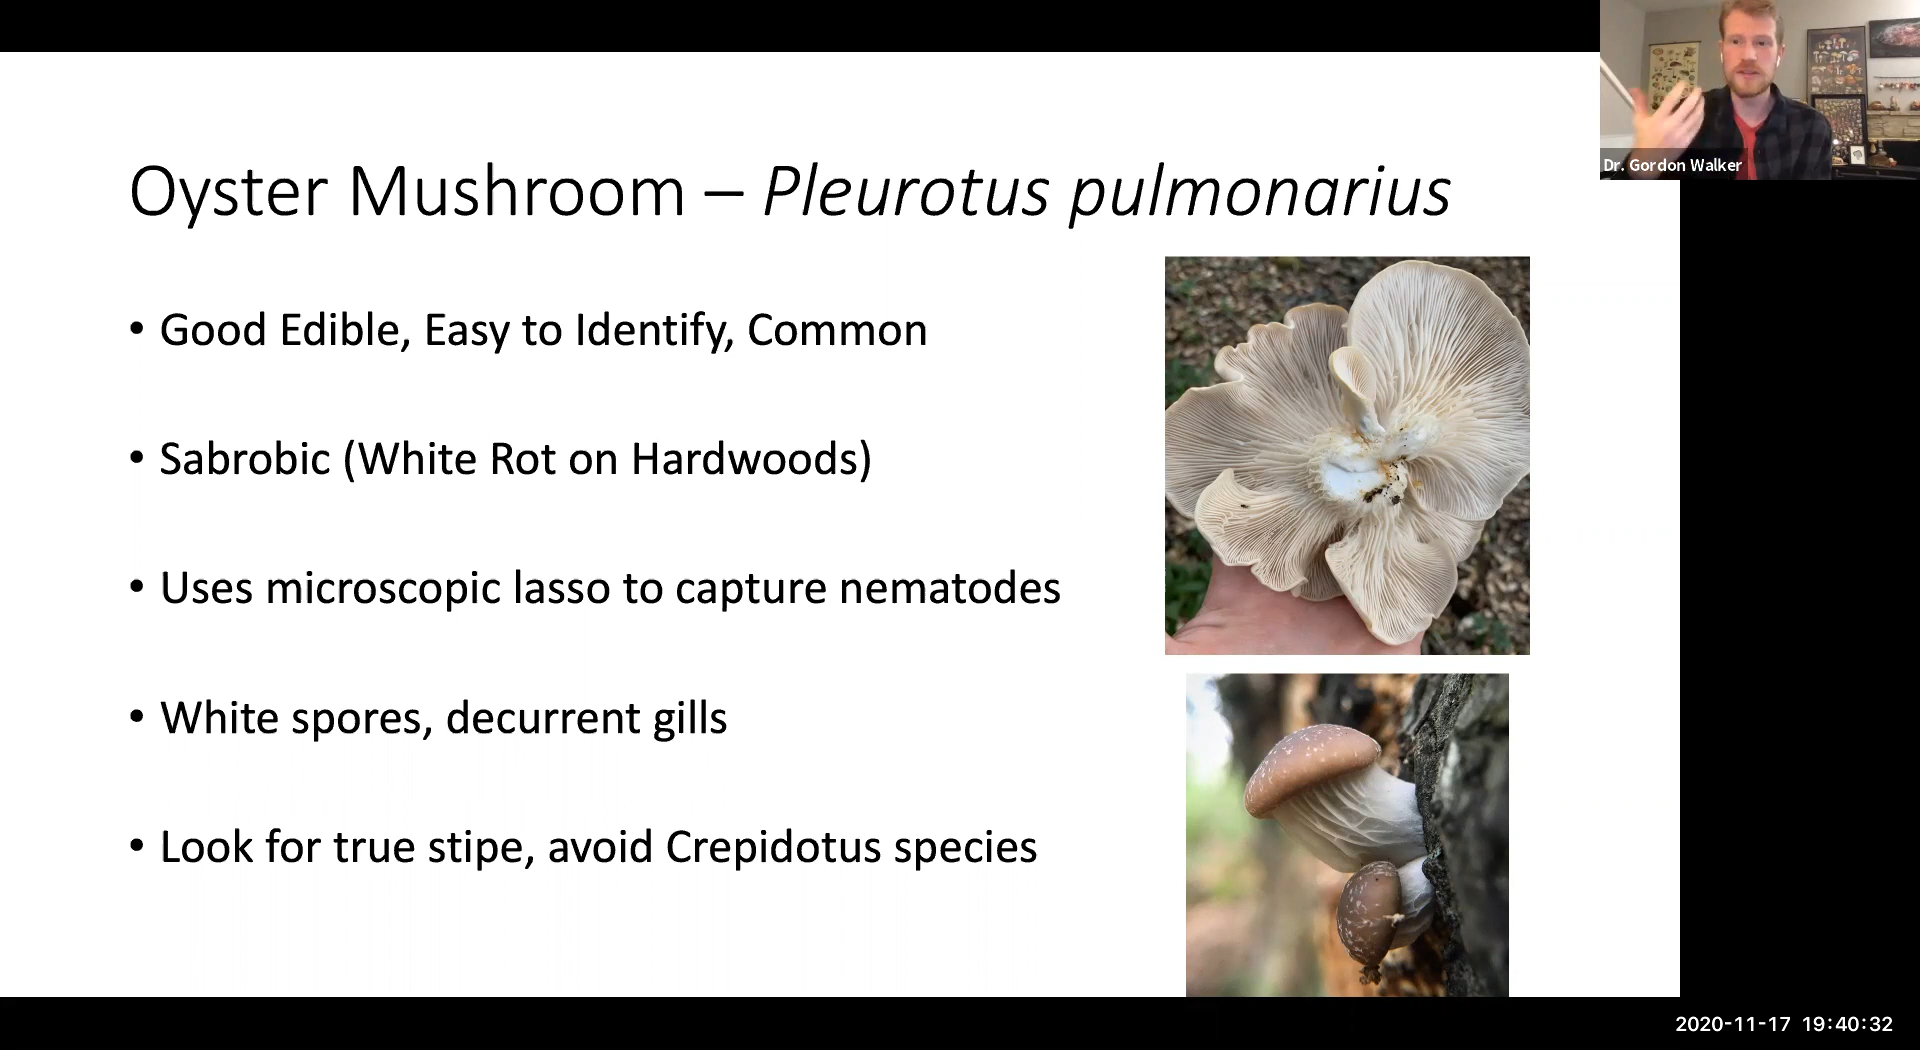 Dr. Gordon Walker
Oyster Mushroom – Pleurotus pulmonarius
• Good Edible, Easy to Identify, Common
• Sabrobic (White Rot on Hardwoods)
• Uses microscopic lasso to capture nematodes
• White spores, decurrent gills
• Look for true stipe, avoid Crepidotus species
2020-11-17 19:40:32